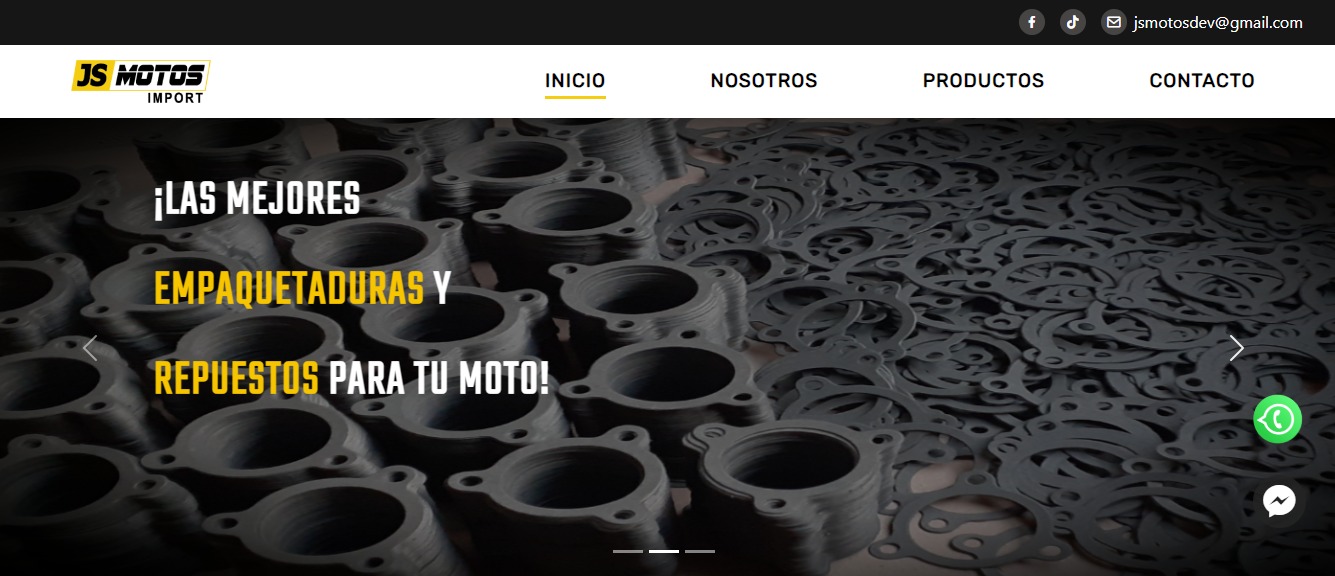 jsmotosdev@gmail.com
JS MOTOS
IMPORT
INICIO
NOSOTROS
PRODUCTOS
CONTACTO
¡LAS MEJORES
EMPAQUETADURAS Y
REPUESTOS PARA TU MOTO!